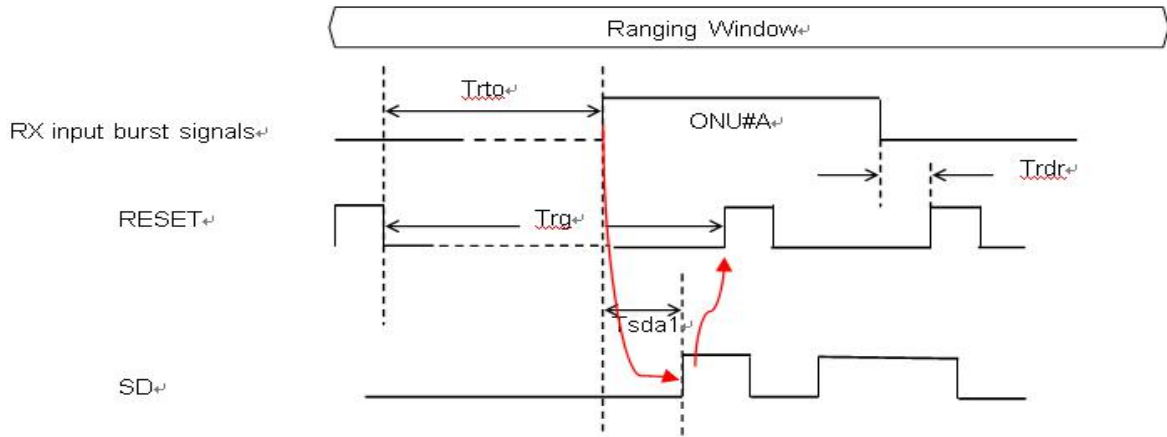 Ranging Window↵
Trto↵
ONU#A↵
RX input burst signals↵
Trdr↵
RESET↵
Trg↵
Tsda1↵
SD↵